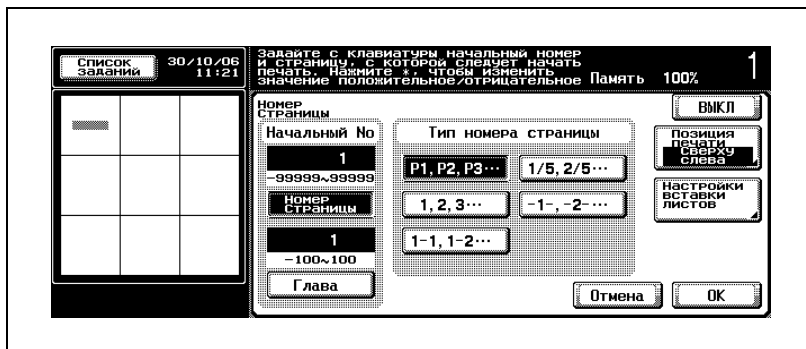 Список
заданий
30/10/06
11:21
Задайте с клавиатуры начальный номер
и страницу, с которой следует начать
печать. Нажмите *, чтобы изменить
значение положительное/отрицательное
Память 100%
1
Номер
Страницы
ВЫКЛ
Начальный No
Тип номера страницы
Позиция
печати
Сверху
слева
1
-99999~99999
P1, P2, P3···
1/5, 2/5···
Номер
Страницы
1, 2, 3···
-1-, -2-···
Настройки
вставки
листов
1
-100~100
1-1, 1-2···
Глава
Отмена
OK